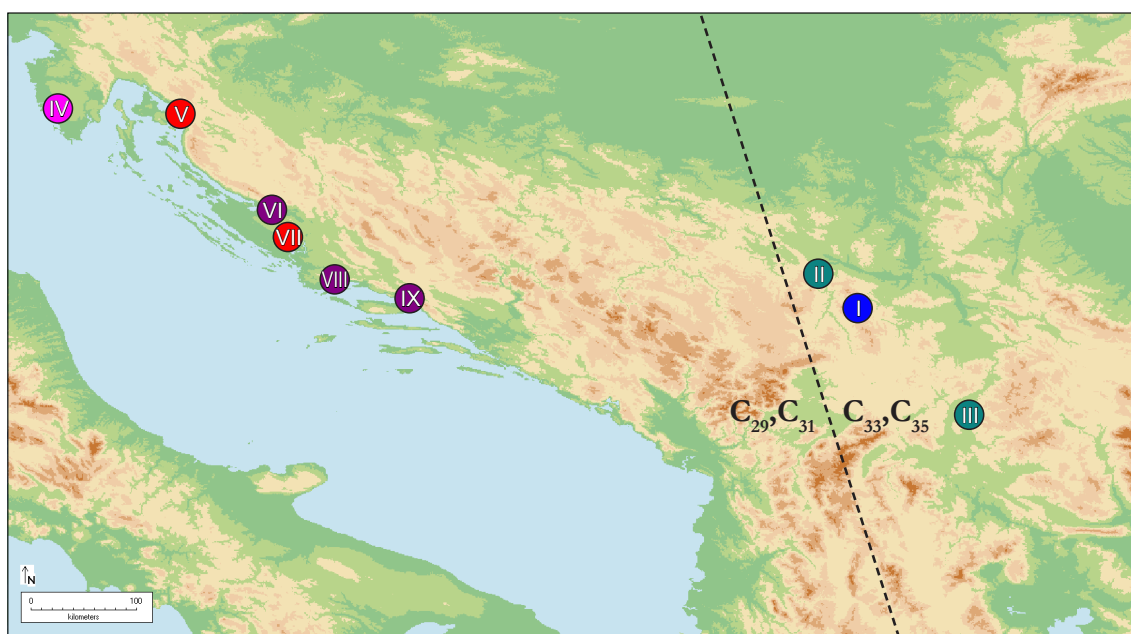 IV
V
VI
VII
II
VIII
IX
I
C₂₉,C₃₁ C₃₃,C₃₅
III
N
0 100
kilometers